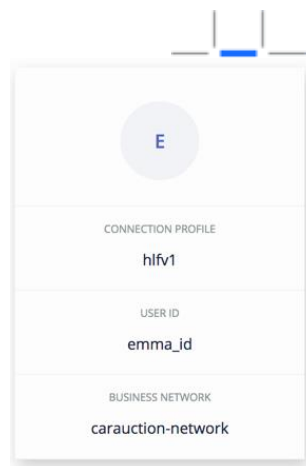 E
CONNECTION PROFILE
hlfv1
USER ID
emma_id
BUSINESS NETWORK
carauction-network